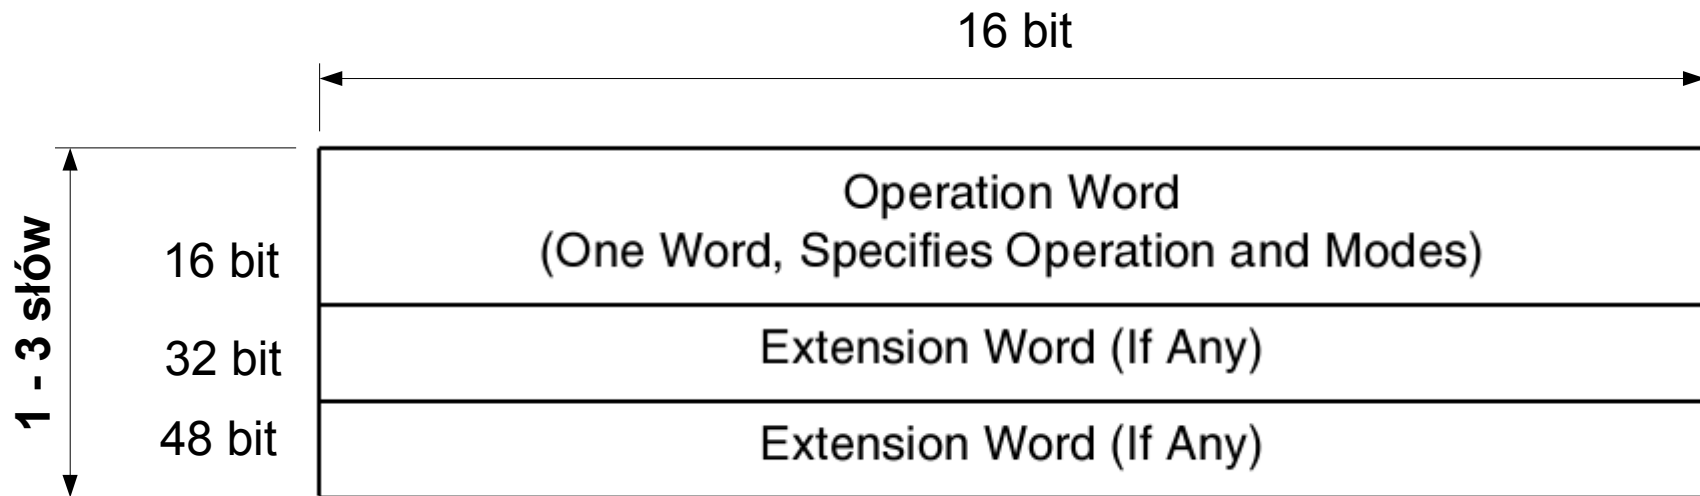 16 bit
1 - 3 słów
16 bit
Operation Word
(One Word, Specifies Operation and Modes)
32 bit
Extension Word (If Any)
48 bit
Extension Word (If Any)